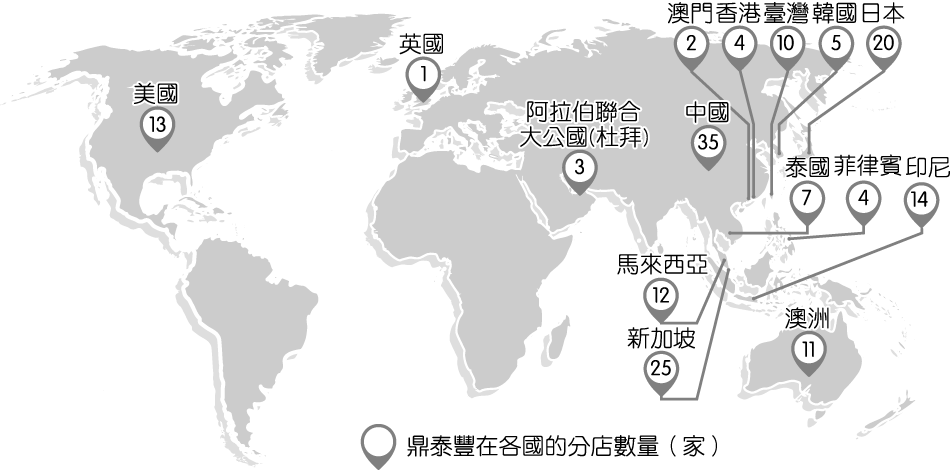 澳門 香港 臺灣 韓國 日本
2 4 10 5 20
英國
1
美國
13
阿拉伯聯合
大公國(杜拜)
3
中國
35
泰國 菲律賓 印尼
7 4 14
馬來西亞
12
新加坡
25
澳洲
11
鼎泰豐在各國的分店數量(家)